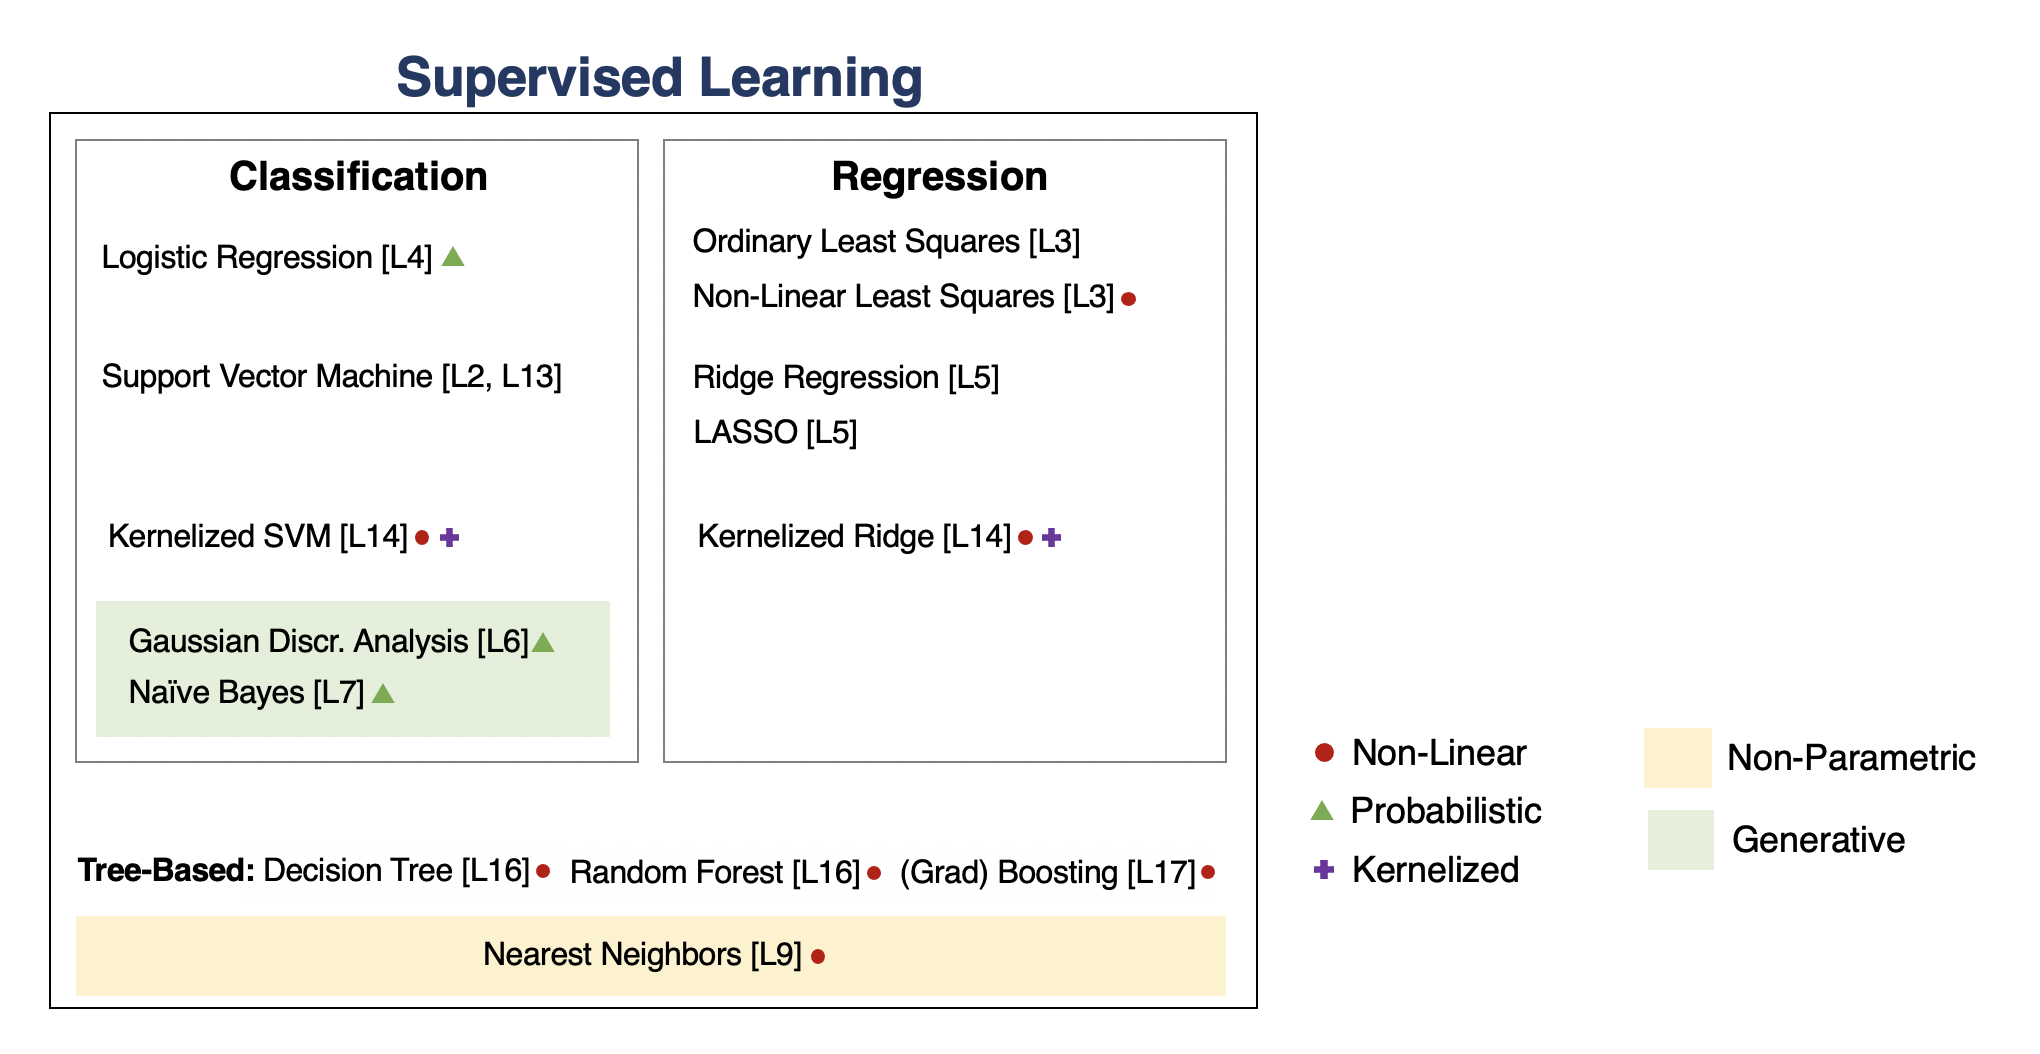 Supervised Learning
Classification
Logistic Regression [L4]
Support Vector Machine [L2, L13]
Kernelized SVM [L14]
Gaussian Discr. Analysis [L6]
Naïve Bayes [L7]
Regression
Ordinary Least Squares [L3]
Non-Linear Least Squares [L3]
Ridge Regression [L5]
LASSO [L5]
Kernelized Ridge [L14]
Tree-Based: Decision Tree [L16] Random Forest [L16] (Grad) Boosting [L17]
Nearest Neighbors [L9]
Non-Linear
Probabilistic
Kernelized
Non-Parametric
Generative